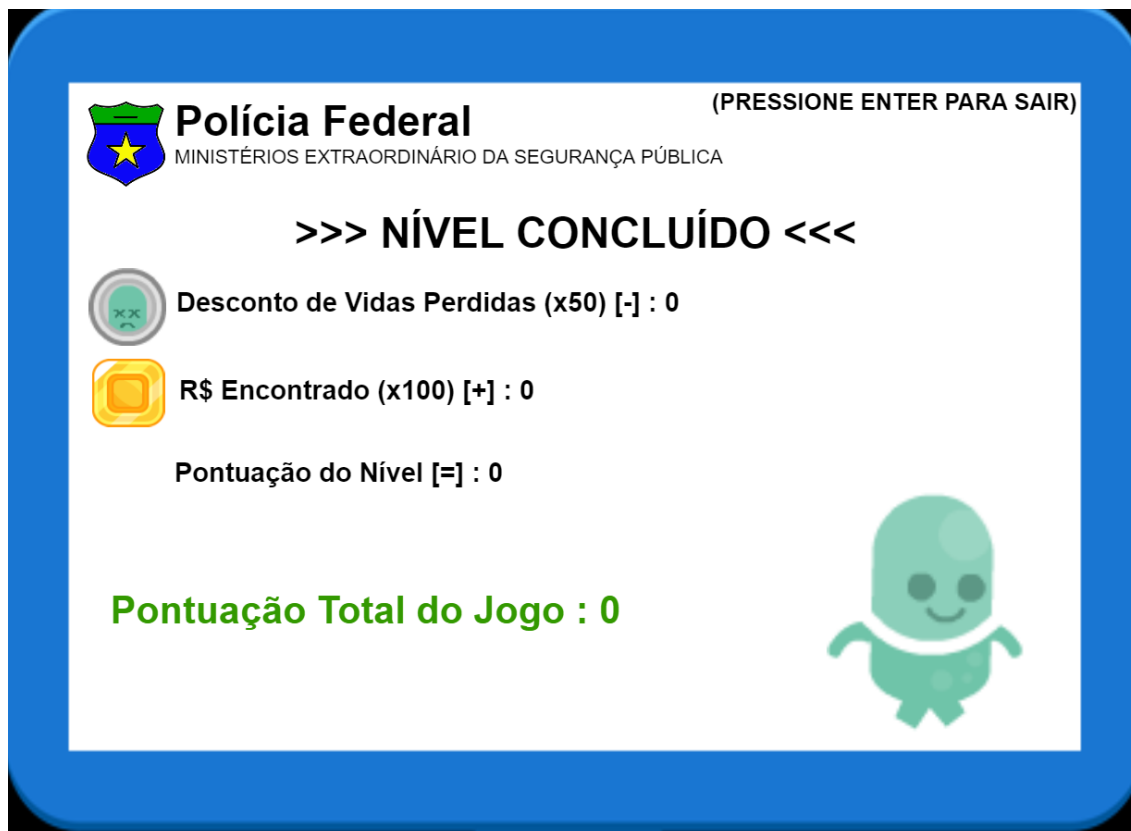 (PRESSIONE ENTER PARA SAIR)
Polícia Federal
MINISTÉRIOS EXTRAORDINÁRIO DA SEGURANÇA PÚBLICA
>>> NÍVEL CONCLUÍDO <<<
Desconto de Vidas Perdidas (x50) [-] : 0
R$ Encontrado (x100) [+] : 0
Pontuação do Nível [=] : 0
Pontuação Total do Jogo : 0